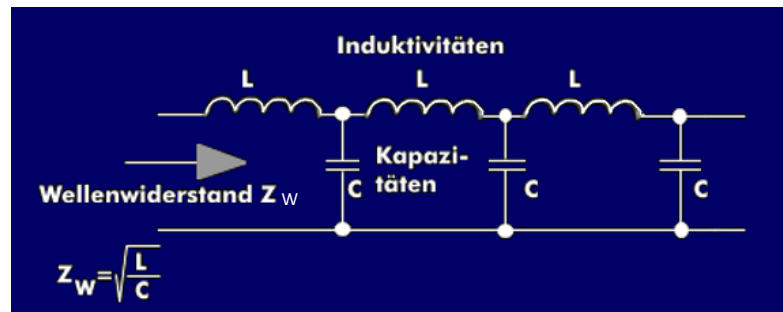 Induktivitäten
L L L
Kapazi-
täten
C C C
Wellenwiderstand Z W
Z W = √ L / C